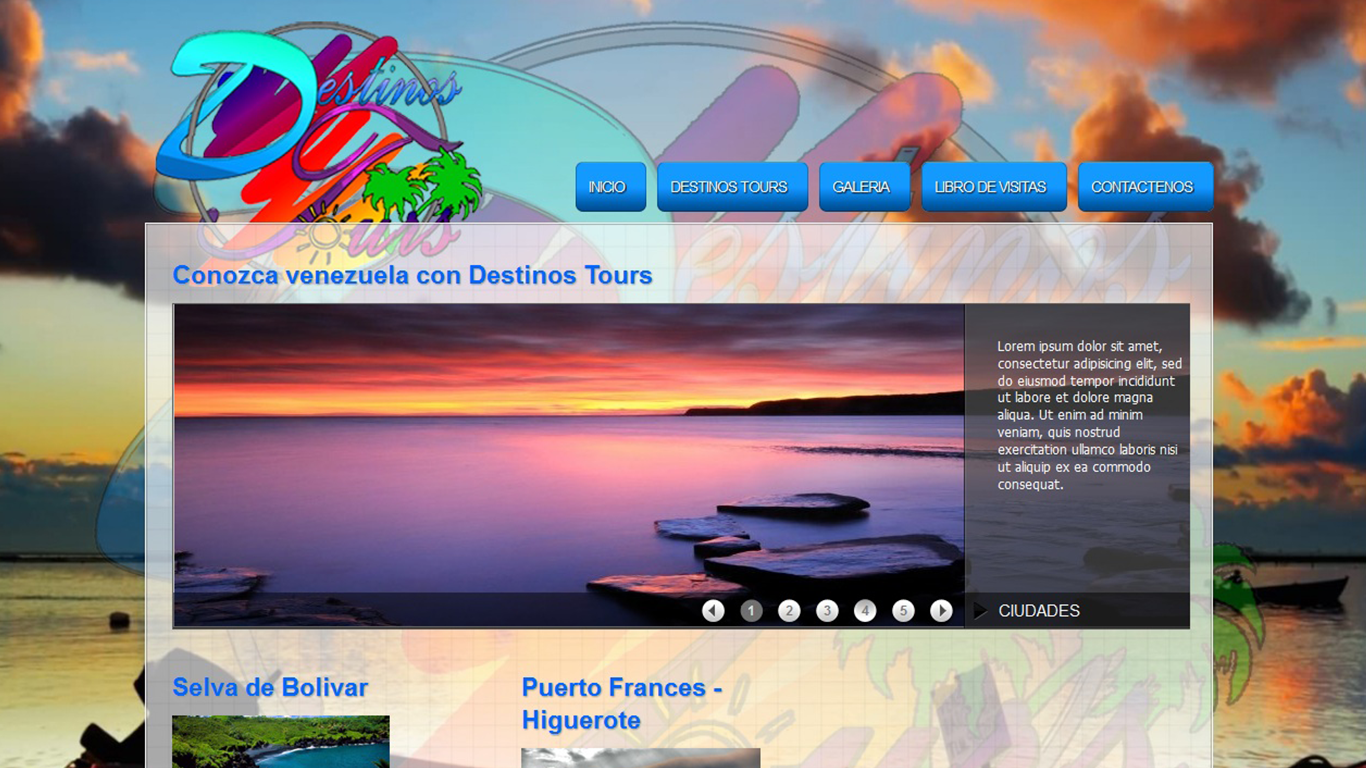 Destinos
Tours
INICIO
DESTINOS TOURS
GALERIA
LIBRO DE VISITAS
CONTACTENOS
Conozca venezuela con Destinos Tours
Lorem ipsum dolor sit amet,
consectetur adipisicing elit, sed
do eiusmod tempor incididunt
ut labore et dolore magna
aliqua. Ut enim ad minim
veniam, quis nostrud
exercitation ullamco laboris nisi
ut aliquip ex ea commodo
consequat.
1 2 3 4 5
CIUDADES
Selva de Bolivar
Puerto Frances -
Higuerote